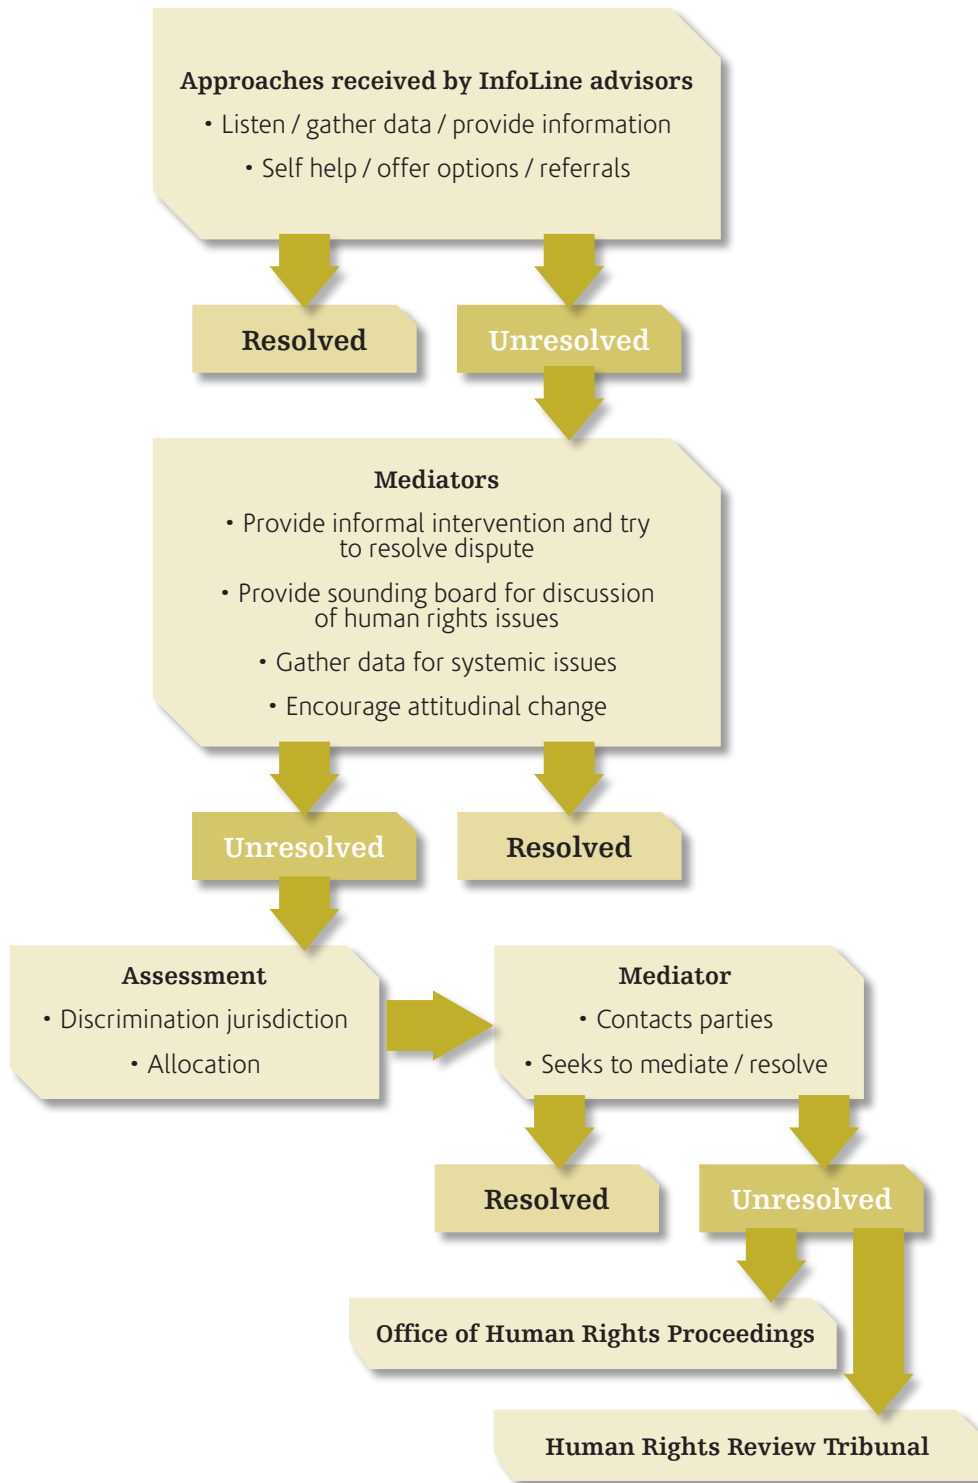 Approaches received by InfoLine advisors
• Listen / gather data / provide information
• Self help / offer options / referrals
Resolved
Unresolved
Mediators
• Provide informal intervention and try
to resolve dispute
• Provide sounding board for discussion
of human rights issues
• Gather data for systemic issues
• Encourage attitudinal change
Unresolved
Resolved
Assessment
• Discrimination jurisdiction
• Allocation
Mediator
• Contacts parties
• Seeks to mediate / resolve
Resolved
Unresolved
Office of Human Rights Proceedings
Human Rights Review Tribunal